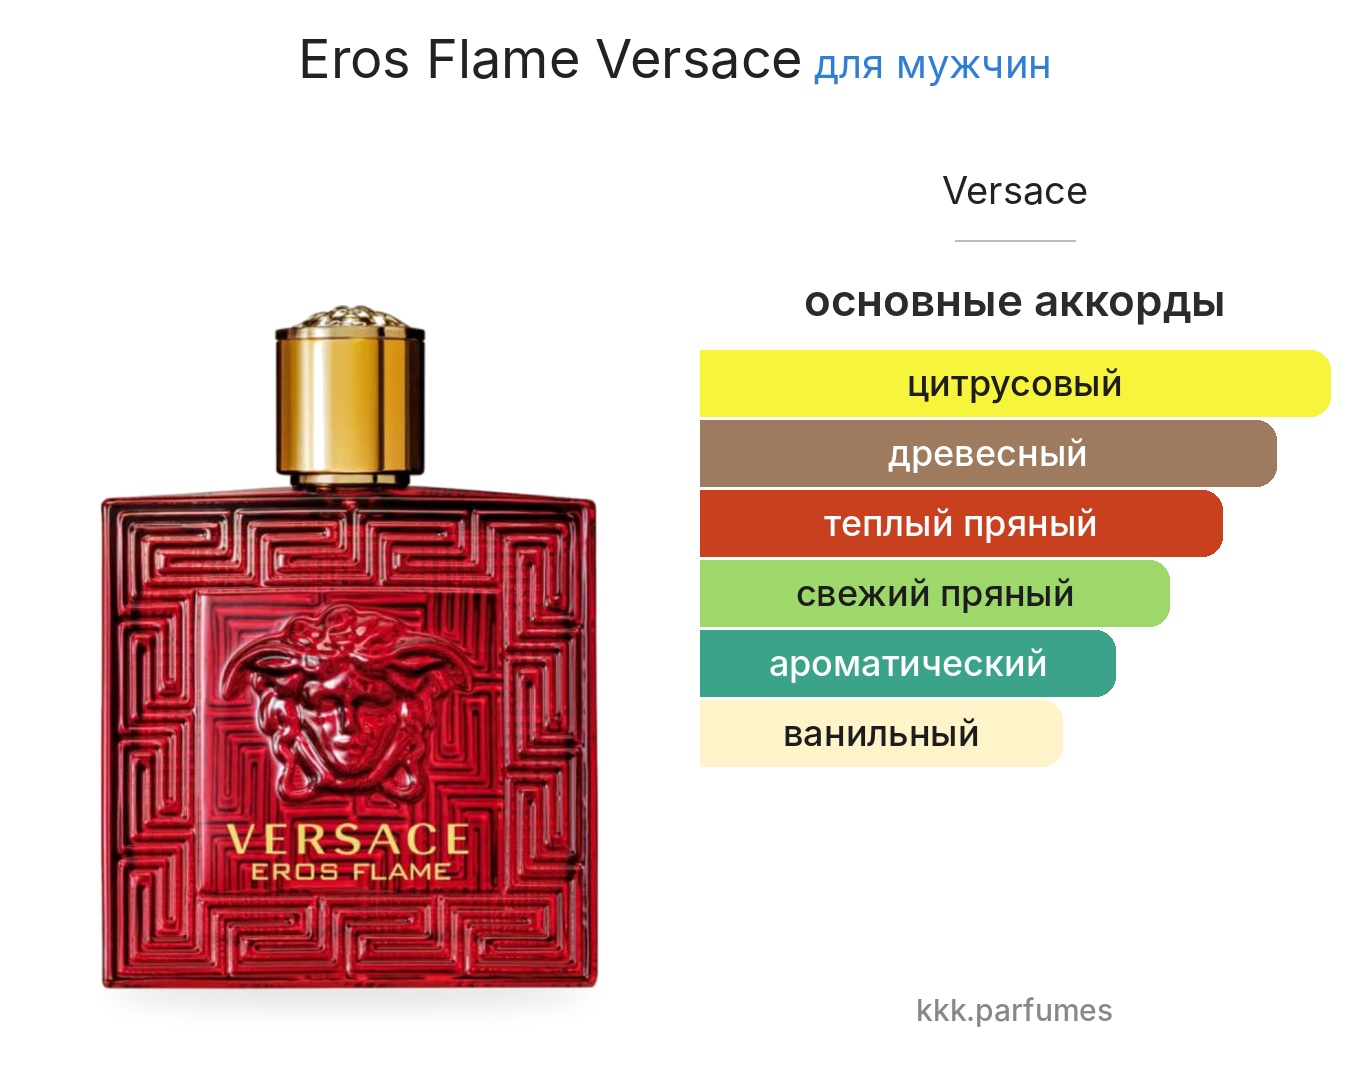 Eros Flame Versace для мужчин
Versace
основные аккорды
цитрусовый
древесный
теплый пряный
свежий пряный
ароматический
ванильный
VERSACE
EROS FLAME
kkk.parfumes